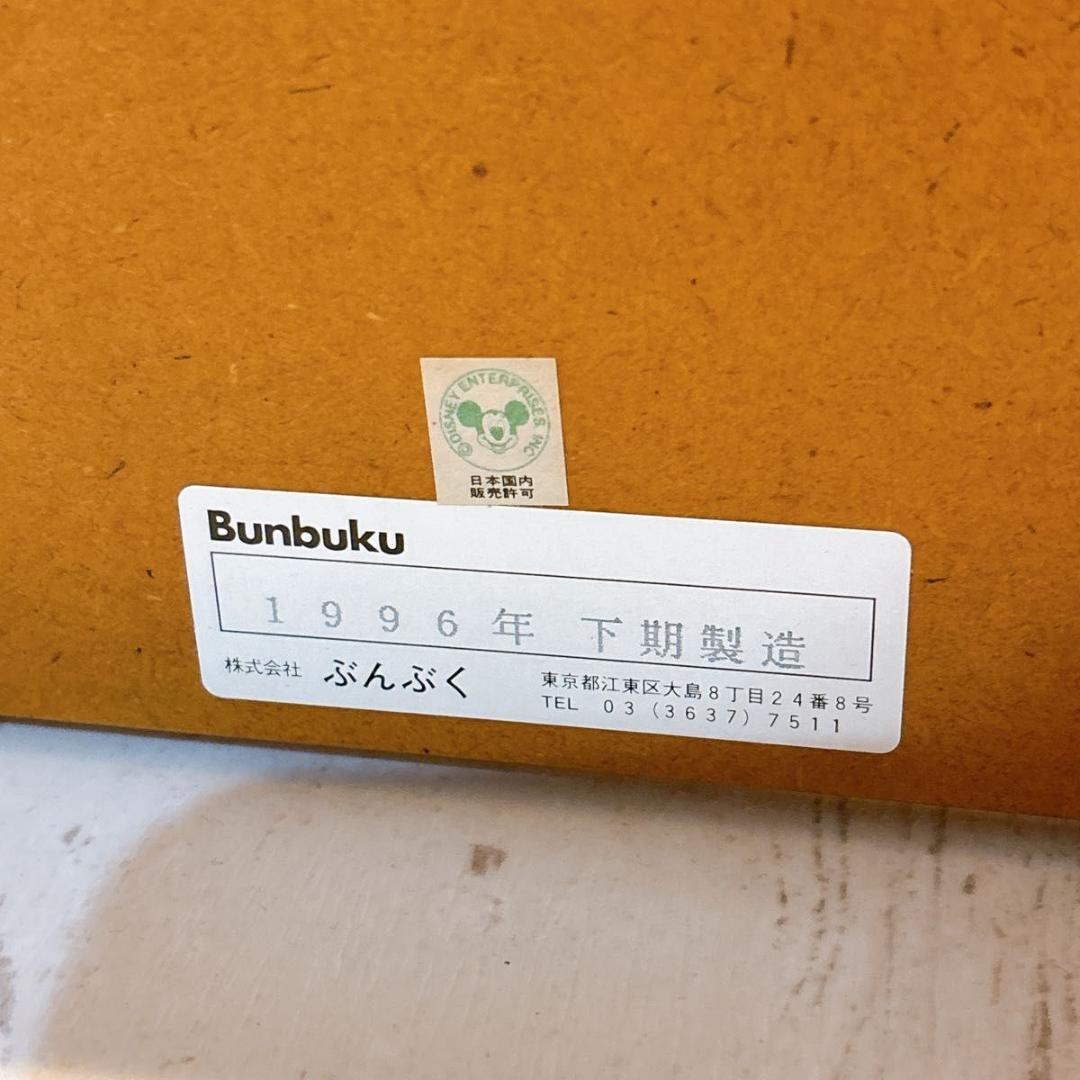 ©DISNEY ENTERPRISES INC
日本国内
販売許可
Bunbuku
1996年 下期製造
株式会社 ぶんぶく
東京都江東区大島8丁目24番8号
TEL 03(3637)7511